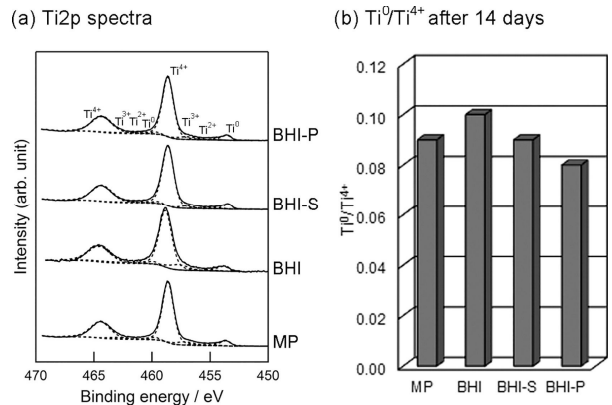 (a) Ti2p spectra
Ti⁴⁺
Ti⁴⁺
Ti³⁺
Ti²⁺
Ti⁰
Ti³⁺
Ti²⁺
Ti⁰
BHI-P
BHI-S
BHI
MP
Intensity (arb. unit)
470 465 460 455 450
Binding energy / eV
(b) Ti⁰/Ti⁴⁺ after 14 days
0.12
0.10
0.08
0.06
0.04
0.02
0.00
Ti⁰/Ti⁴⁺
MP BHI BHI-S BHI-P